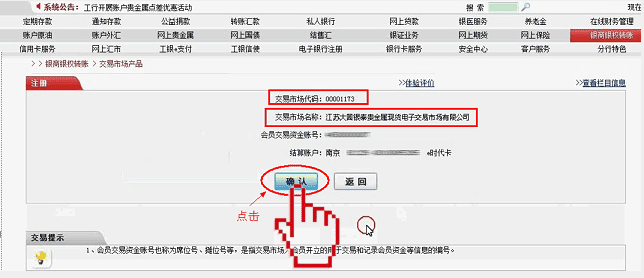 系统公告： 工行开展账户贵金属点差优惠活动 搜 索 现在
定期存款 通知存款 公益捐款 转账汇款 私人银行 网上贷款 银医服务 养老金 在线财务管理
账户原油 账户外汇 网上贵金属 网上国债 结售汇 银证业务 网上期货 网上保险 银商银权转账
信用卡服务 网上汇市 工银e支付 工银信使 电子银行注册 银行卡服务 安全中心 客户服务 分行特色
>> 银商银权转账 > 交易市场产品
注册 >>体验评价 >>查看栏目信息
交易市场代码：00001173
交易市场名称：江苏大圆银泰贵金属现货电子交易市场有限公司
会员交易资金账号：
结算账户：南京 e时代卡
确 认 返 回
点击
交易提示
1、会员交易资金账号也称为席位号、摊位号等，是指交易市场入会员开立的用于交易和记录会员资金等信息的编号。